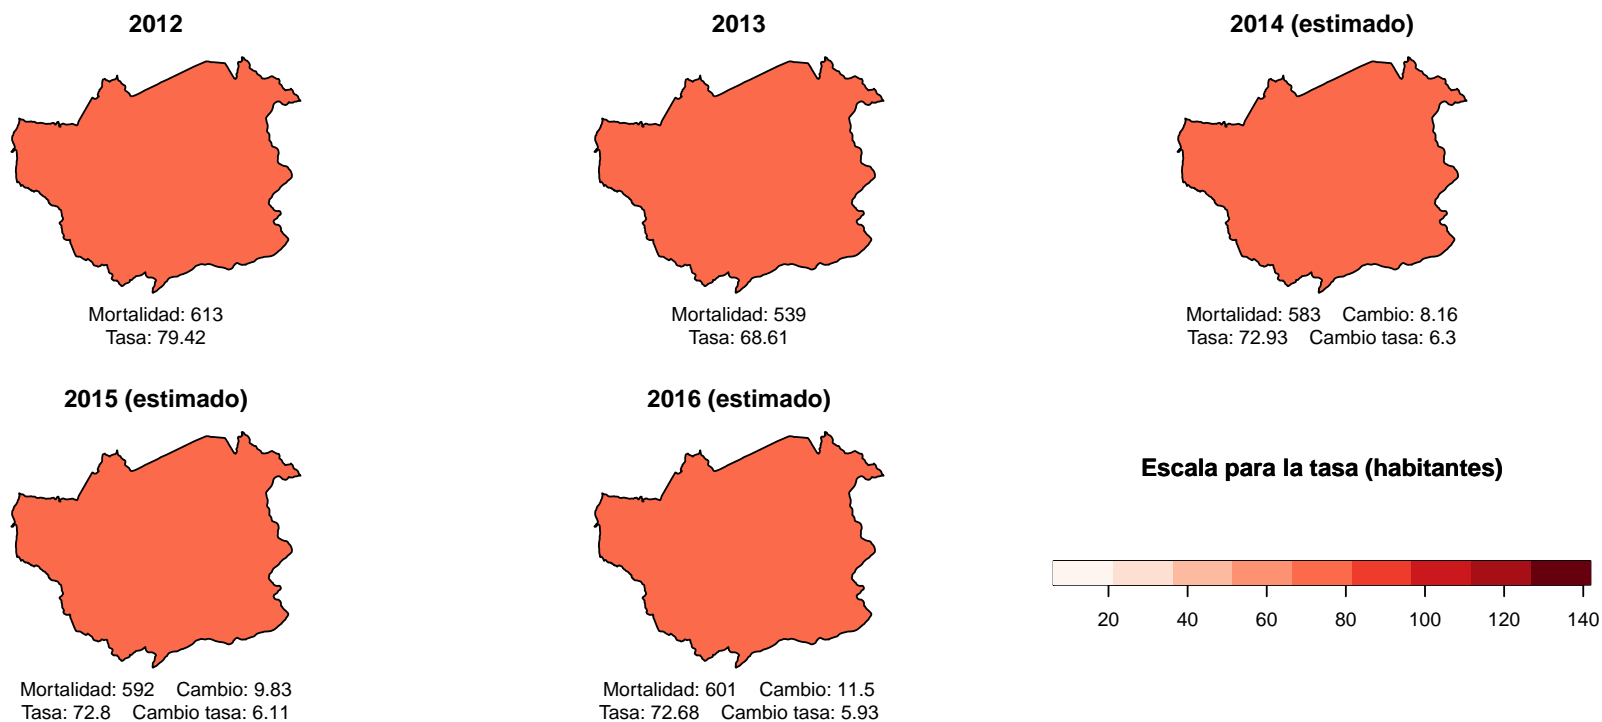 2012
Mortalidad: 613
Tasa: 79.42
2013
Mortalidad: 539
Tasa: 68.61
2014 (estimado)
Mortalidad: 583 Cambio: 8.16
Tasa: 72.93 Cambio tasa: 6.3
2015 (estimado)
Mortalidad: 592 Cambio: 9.83
Tasa: 72.8 Cambio tasa: 6.11
2016 (estimado)
Mortalidad: 601 Cambio: 11.5
Tasa: 72.68 Cambio tasa: 5.93
Escala para la tasa (habitantes)
20 40 60 80 100 120 140